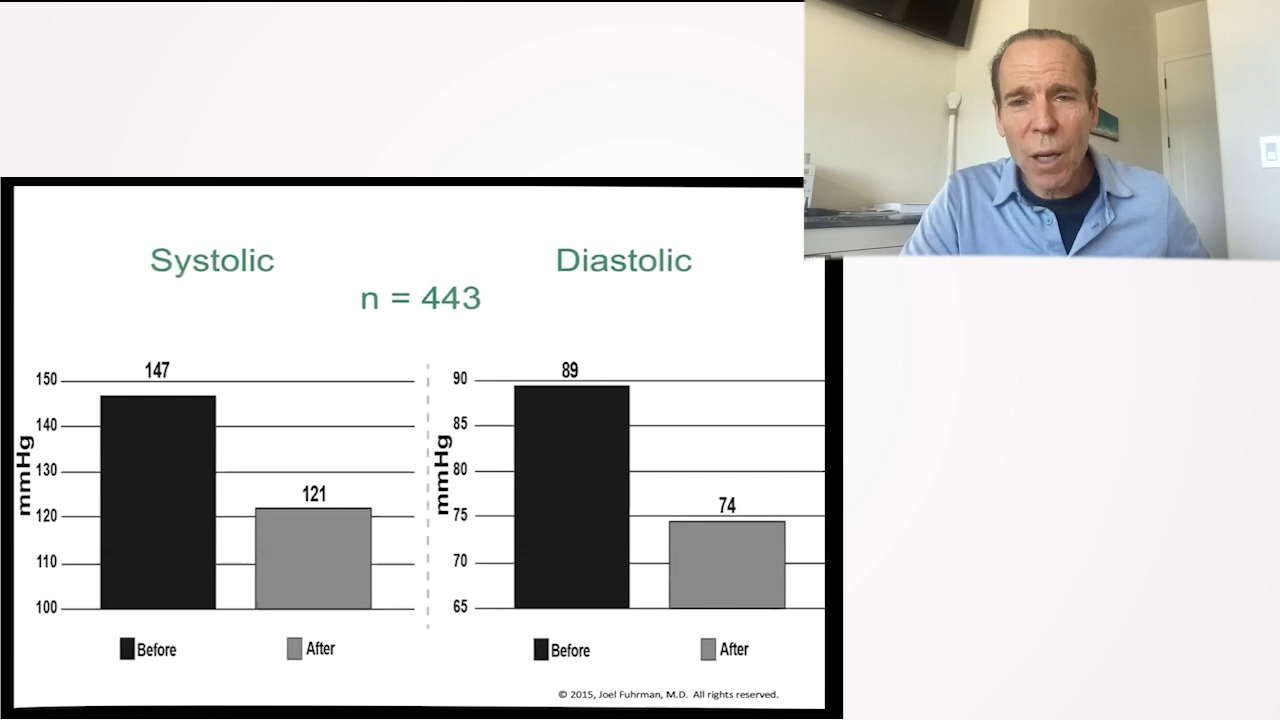 Systolic
Diastolic
n = 443
147
150
140
130
120
110
100
mmHg
121
Before
After
89
90
85
80
75
70
65
mmHg
74
Before
After
© 2015, Joel Fuhrman, M.D. All rights reserved.